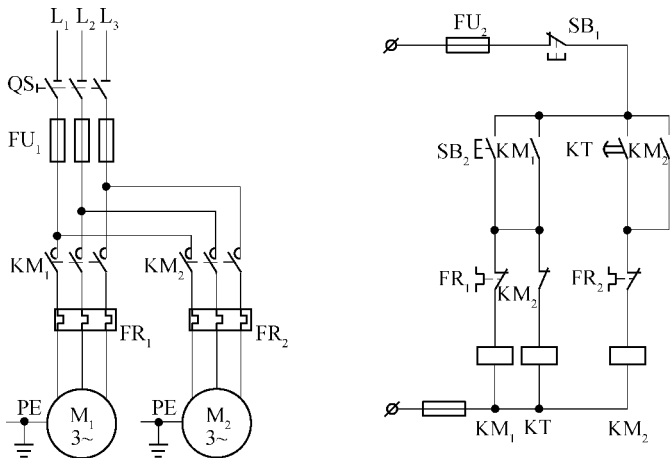 L₁ L₂ L₃
QS
FU₁
KM₁
KM₂
FR₁
FR₂
PE
M₁
3~
PE
M₂
3~
FU₂
SB₁
SB₂
KM₁
KT
KM₂
FR₁
KM₂
FR₂
KM₁
KT
KM₂